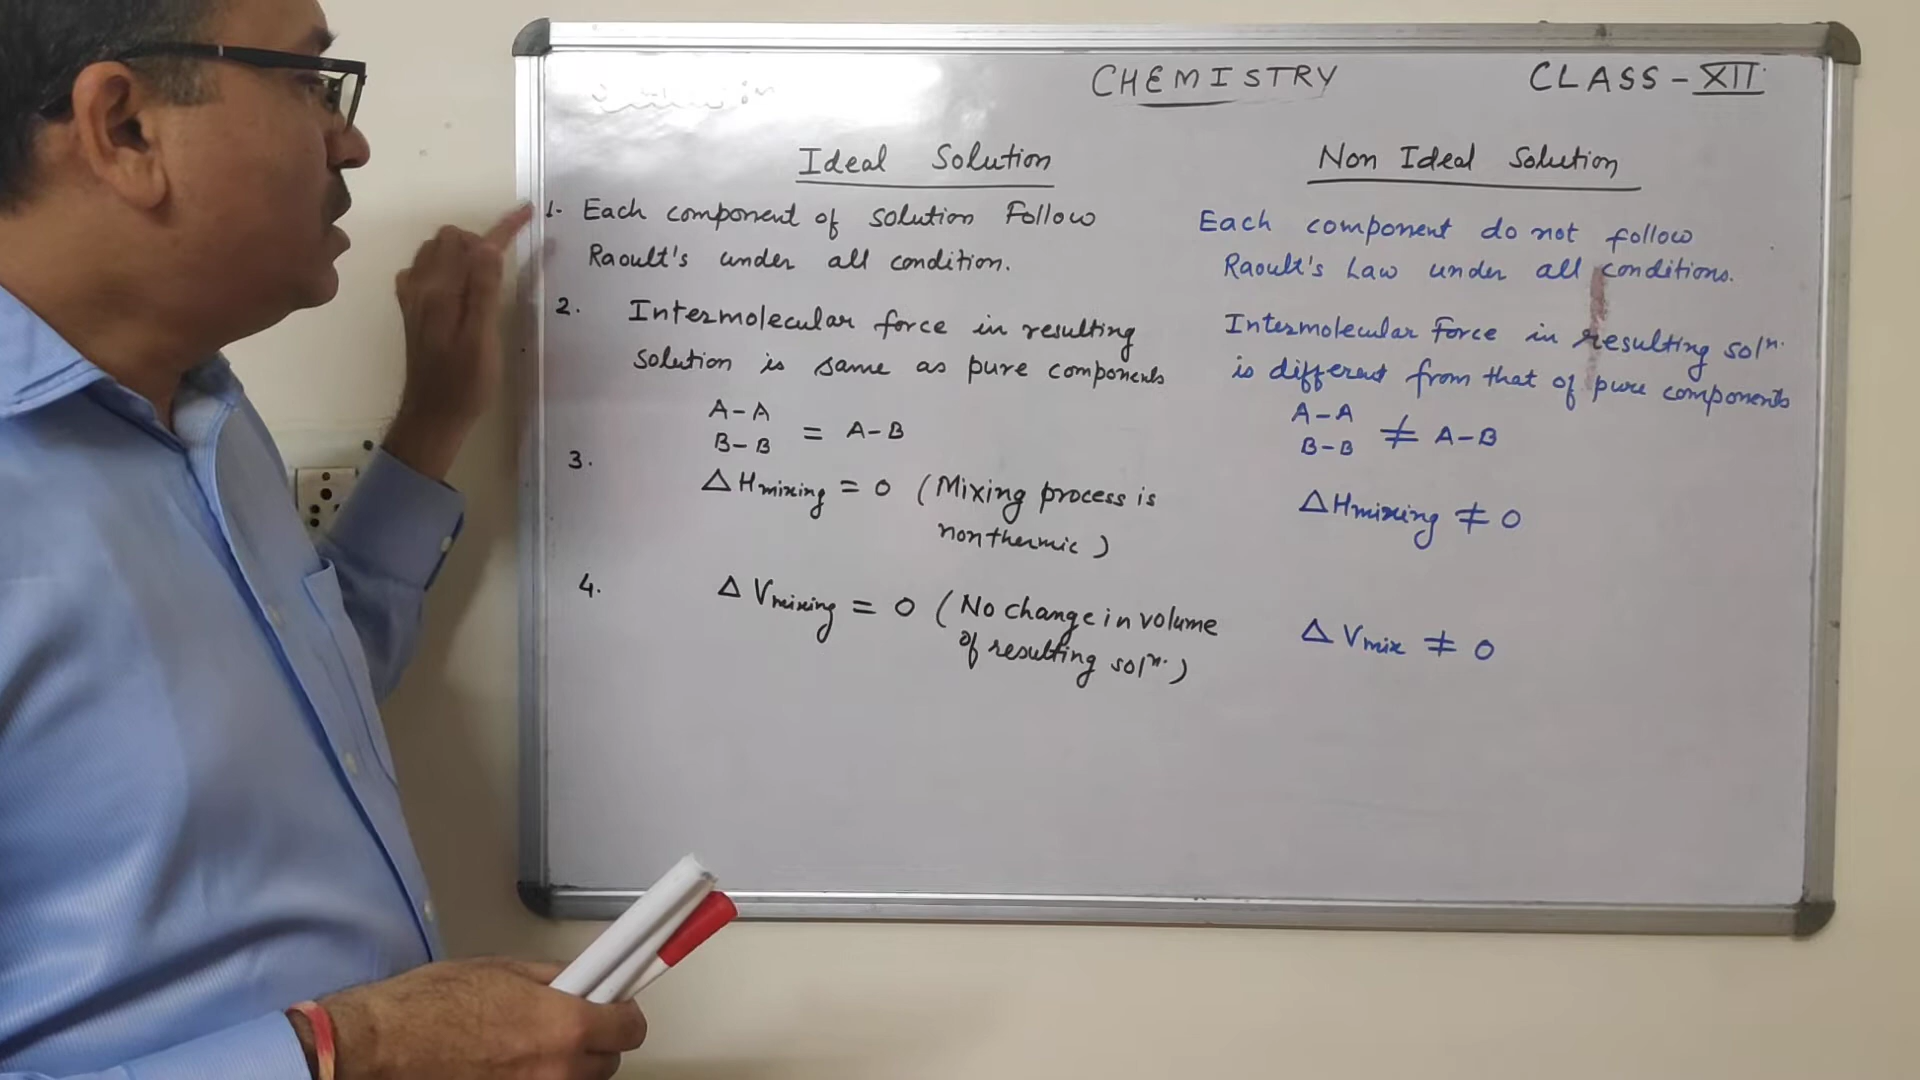 CHEMISTRY CLASS-XII
Ideal Solution
1. Each component of solution Follow
Raoult's under all condition.
2. Intermolecular force in resulting
solution is same as pure components
A-A
B-B = A-B
3.
ΔHmixing = 0 (Mixing process is
nonthermic)
4. ΔVmixing = 0 (No change in volume
of resulting solⁿ.)
Non Ideal Solution
Each component do not follow
Raoult's Law under all conditions.
Intermolecular Force in resulting solⁿ.
is different from that of pure components
A-A
B-B ≠ A-B
ΔHmixing ≠ 0
ΔVmix ≠ 0